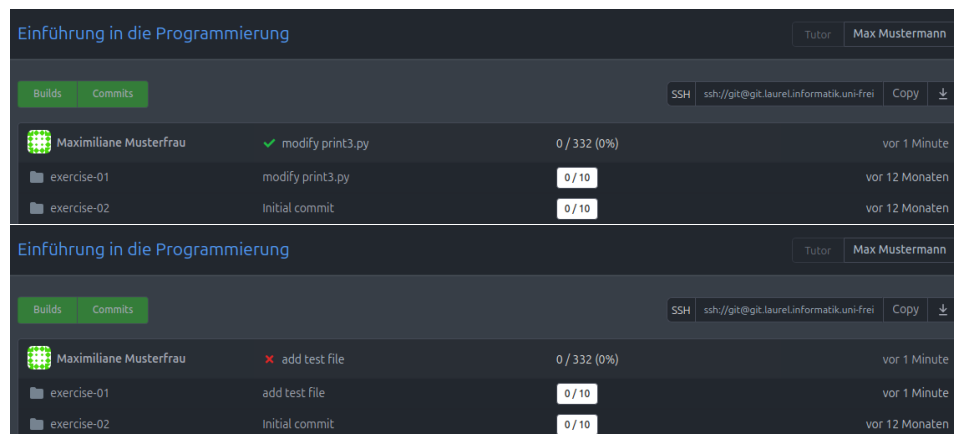 Einführung in die Programmierung Tutor Max Mustermann
Builds Commits SSH ssh://git@git.laurel.informatik.uni-frei Copy
Maximiliane Musterfrau modify print3.py 0 / 332 (0%) vor 1 Minute
exercise-01 modify print3.py 0 / 10 vor 12 Monaten
exercise-02 Initial commit 0 / 10 vor 12 Monaten
Einführung in die Programmierung Tutor Max Mustermann
Builds Commits SSH ssh://git@git.laurel.informatik.uni-frei Copy
Maximiliane Musterfrau add test file 0 / 332 (0%) vor 1 Minute
exercise-01 add test file 0 / 10 vor 1 Minute
exercise-02 Initial commit 0 / 10 vor 12 Monaten